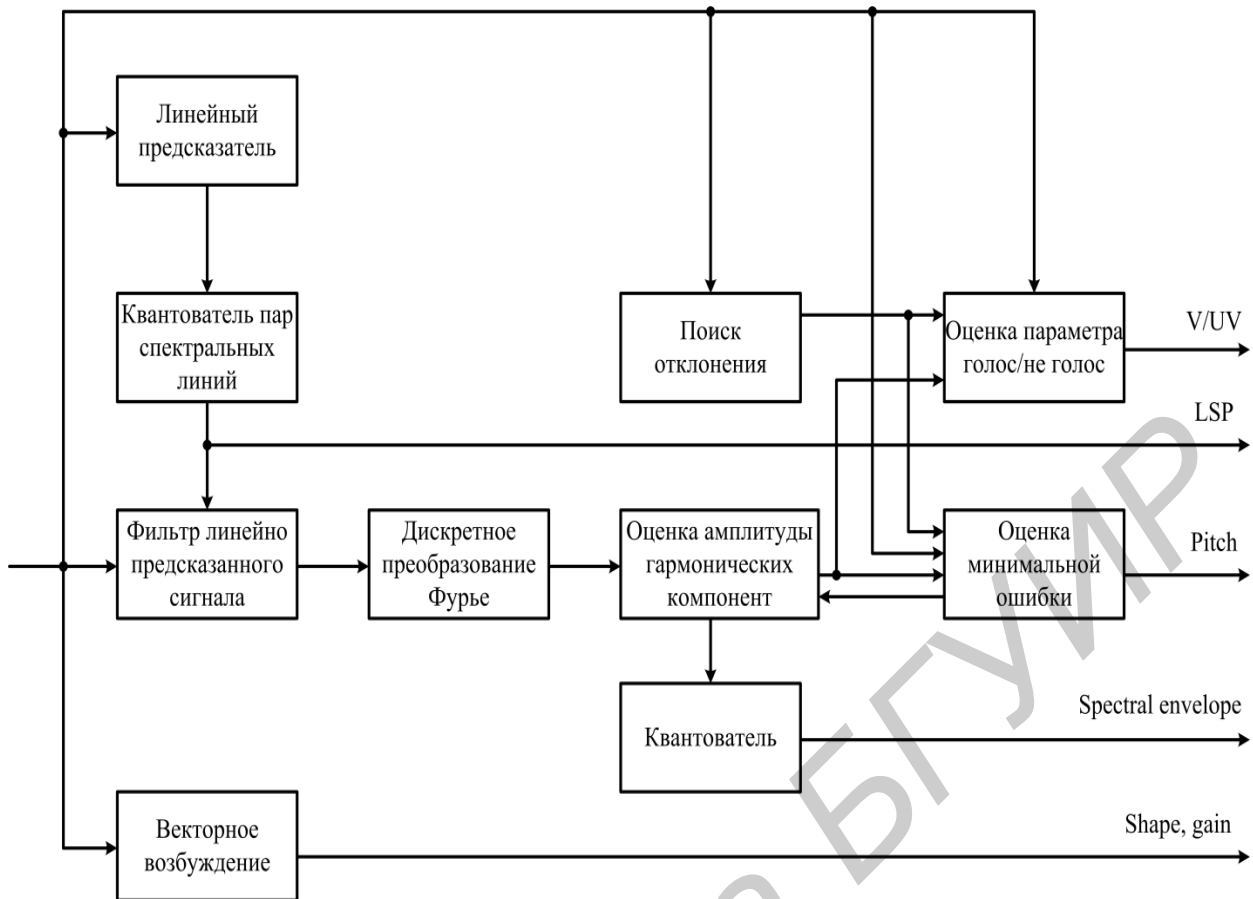 Линейный
предсказатель
Квантователь пар
спектральных
линий
Поиск
отклонения
Оценка параметра
голос/не голос
V/UV
LSP
Фильтр линейно
предсказанного
сигнала
Дискретное
преобразование
Фурье
Оценка амплитуды
гармонических
компонент
Оценка
минимальной
ошибки
Pitch
Квантователь
Spectral envelope
Векторное
возбуждение
Shape, gain
БГУИР